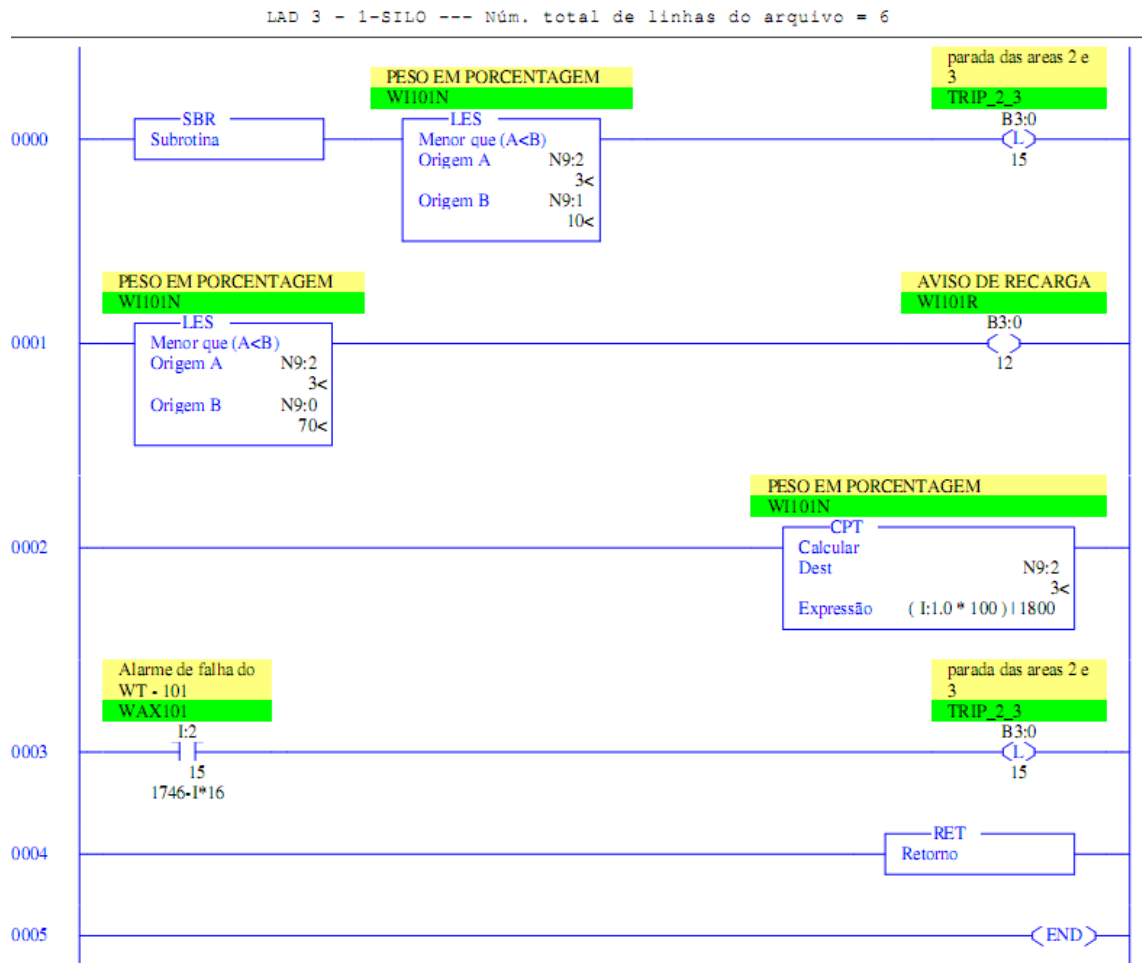 LAD 3 - 1-SILO --- Núm. total de linhas do arquivo = 6
parada das areas 2 e
3
PESO EM PORCENTAGEM
WI101N
TRIP_2_3
0000
SBR
Subrotina
LES
Menor que (A<B)
Origem A N9:2
3<
Origem B N9:1
10<
B3:0
(L)
15
PESO EM PORCENTAGEM
WI101N
AVISO DE RECARGA
WI101R
0001
LES
Menor que (A<B)
Origem A N9:2
3<
Origem B N9:0
70<
B3:0
12
PESO EM PORCENTAGEM
WI101N
0002
CPT
Calcular
Dest N9:2
3<
Expressão ( I:1.0 * 100 ) | 1800
Alarme de falha do
WT - 101
WAX101
parada das areas 2 e
3
TRIP_2_3
0003
I:2
15
1746-I*16
B3:0
(L)
15
0004
RET
Retorno
0005
(END)